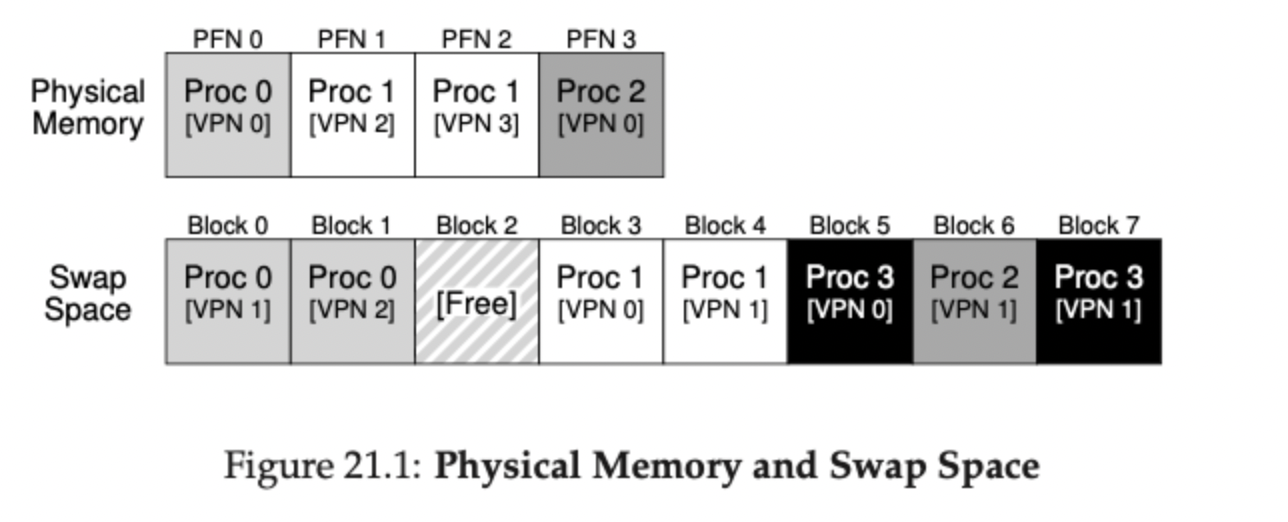 PFN 0 PFN 1 PFN 2 PFN 3
Physical Memory
Proc 0 Proc 1 Proc 1 Proc 2
[VPN 0] [VPN 2] [VPN 3] [VPN 0]
Block 0 Block 1 Block 2 Block 3 Block 4 Block 5 Block 6 Block 7
Swap Space
Proc 0 Proc 0 [Free] Proc 1 Proc 1 Proc 3 Proc 2 Proc 3
[VPN 1] [VPN 2] [VPN 0] [VPN 1] [VPN 0] [VPN 1] [VPN 1]
Figure 21.1: Physical Memory and Swap Space